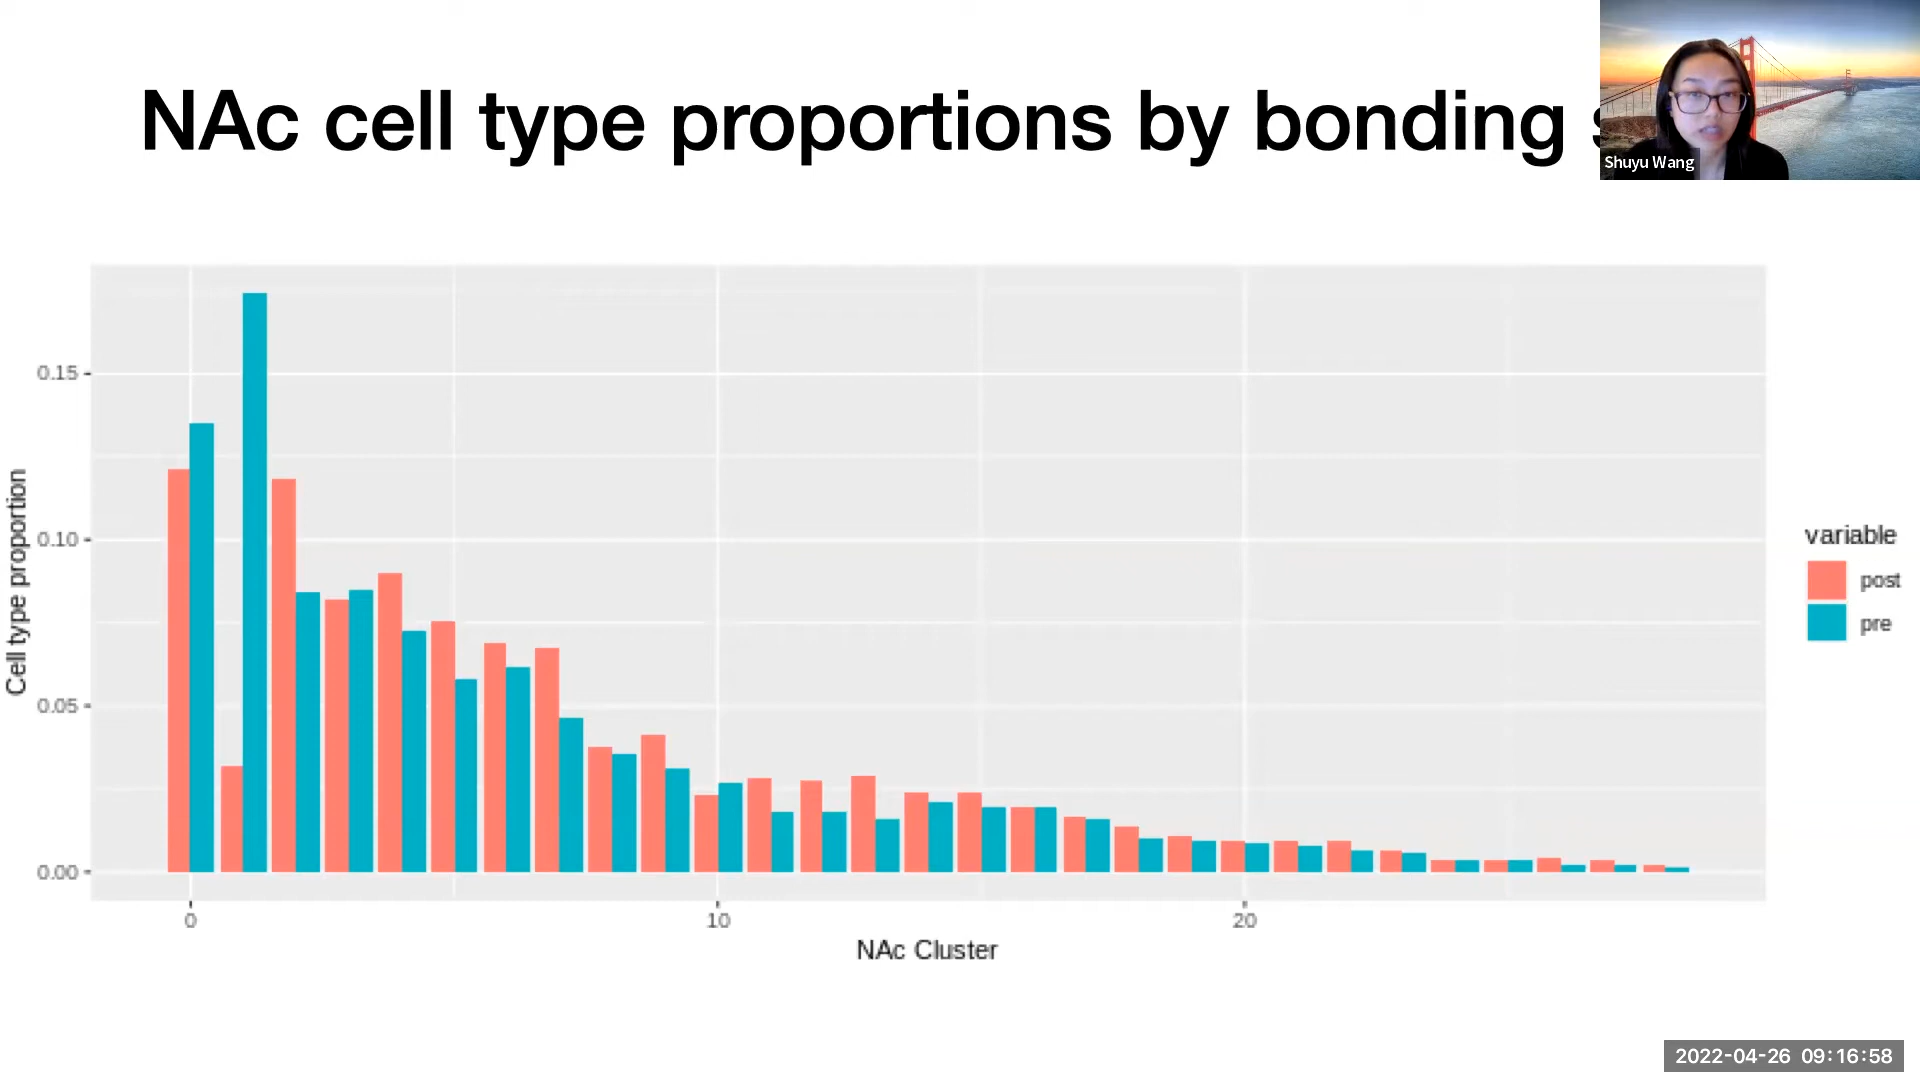 NAc cell type proportions by bonding
Shuyu Wang
Cell type proportion
0.15
0.10
0.05
0.00
0 10 20
NAc Cluster
variable
post
pre
2022-04-26 09:16:58